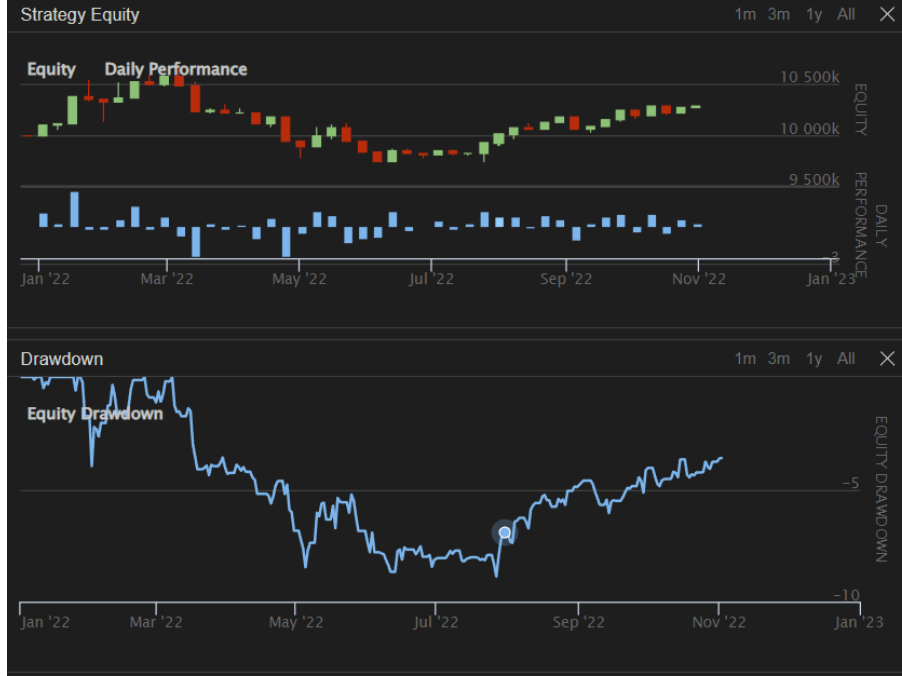 Strategy Equity 1m 3m 1y All
Equity Daily Performance
10 500k
10 000k
9 500k
EQUITY
DAILY
PERFORMANCE
-3
Jan '22 Mar '22 May '22 Jul '22 Sep '22 Nov '22 Jan '23
Drawdown 1m 3m 1y All
Equity Drawdown
-5
-10
EQUITY DRAWDOWN
Jan '22 Mar '22 May '22 Jul '22 Sep '22 Nov '22 Jan '23